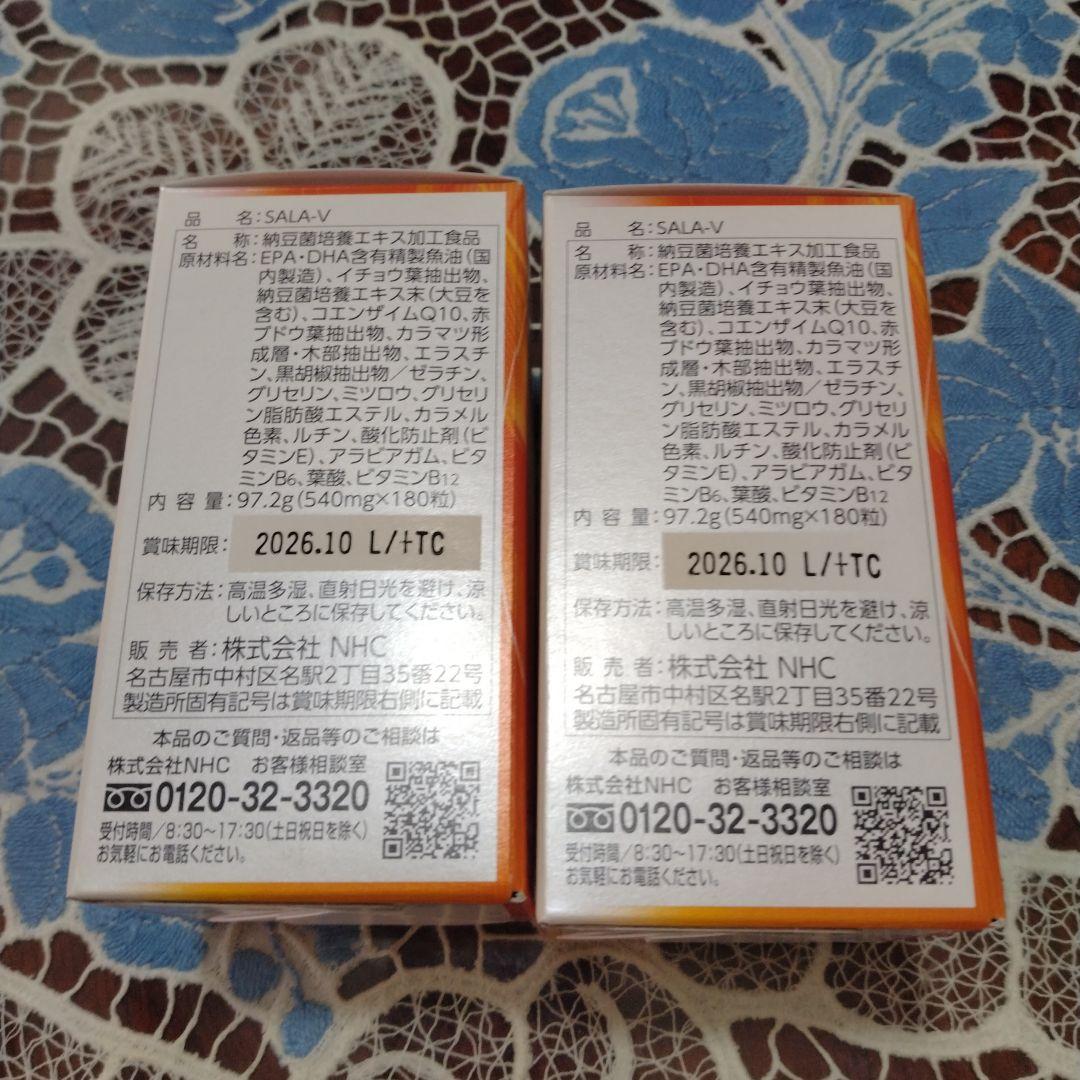 品　名：SALA-V
名　称：納豆菌培養エキス加工食品
原材料名：EPA・DHA含有精製魚油（国
内製造）、イチョウ葉抽出物、
納豆菌培養エキス末（大豆を
含む）、コエンザイムQ10、赤
ブドウ葉抽出物、カラマツ形
成層・木部抽出物、エラスチ
ン、黒胡椒抽出物／ゼラチン、
グリセリン、ミツロウ、グリセリ
ン脂肪酸エステル、カラメル
色素、ルチン、酸化防止剤（ビ
タミンE）、アラビアガム、ビタ
ミンB6、葉酸、ビタミンB12
内容量：97.2g（540mg×180粒）
賞味期限：2026.10 L/+TC
保存方法：高温多湿、直射日光を避け、涼
しいところに保存してください。
販売者：株式会社 NHC
名古屋市中村区名駅2丁目35番22号
製造所固有記号は賞味期限右側に記載
本品のご質問・返品等のご相談は
株式会社NHC　お客様相談室
0120-32-3320
受付時間／8:30～17:30（土日祝日を除く）
お気軽にお電話ください。
品　名：SALA-V
名　称：納豆菌培養エキス加工食品
原材料名：EPA・DHA含有精製魚油（国
内製造）、イチョウ葉抽出物、
納豆菌培養エキス末（大豆を
含む）、コエンザイムQ10、赤
ブドウ葉抽出物、カラマツ形
成層・木部抽出物、エラスチ
ン、黒胡椒抽出物／ゼラチン、
グリセリン、ミツロウ、グリセリ
ン脂肪酸エステル、カラメル
色素、ルチン、酸化防止剤（ビ
タミンE）、アラビアガム、ビタ
ミンB6、葉酸、ビタミンB12
内容量：97.2g（540mg×180粒）
賞味期限：2026.10 L/+TC
保存方法：高温多湿、直射日光を避け、涼
しいところに保存してください。
販売者：株式会社 NHC
名古屋市中村区名駅2丁目35番22号
製造所固有記号は賞味期限右側に記載
本品のご質問・返品等のご相談は
株式会社NHC　お客様相談室
0120-32-3320
受付時間／8:30～17:30（土日祝日を除く）
お気軽にお電話ください。